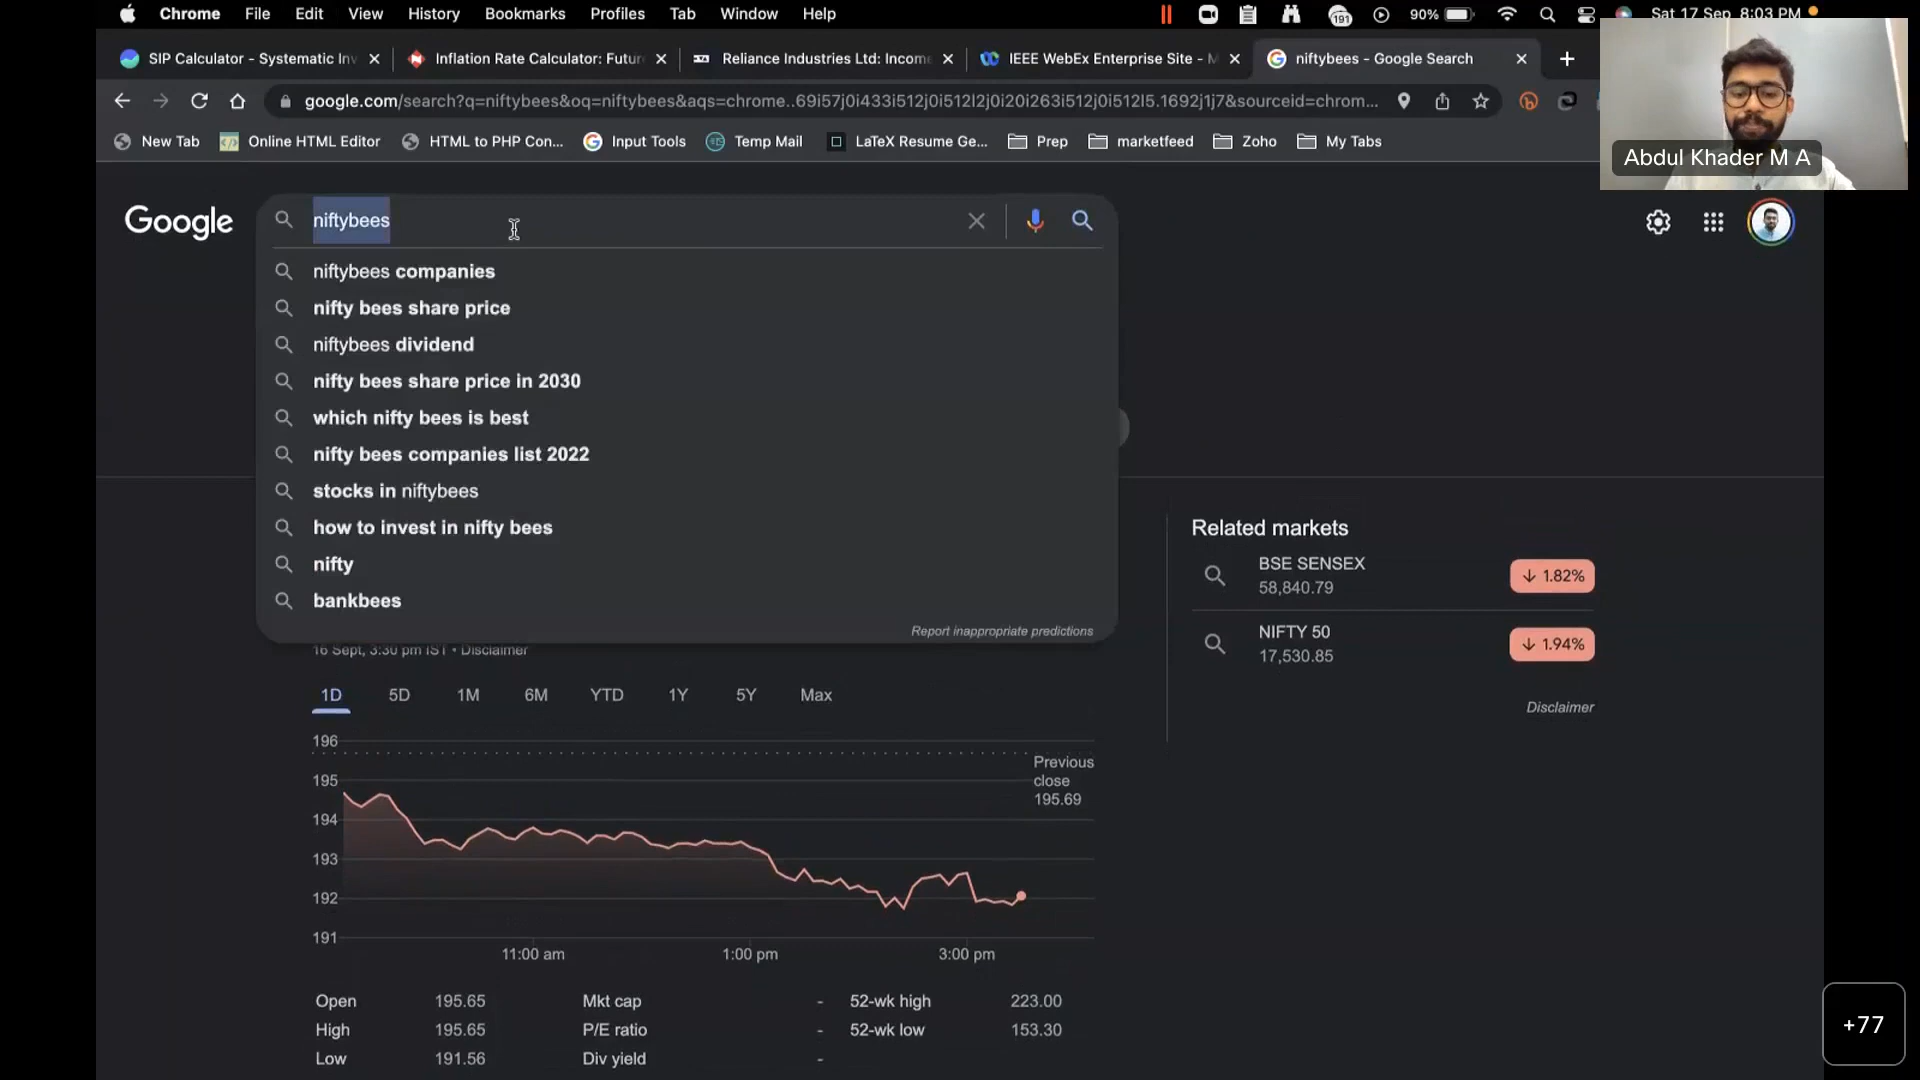 Chrome File Edit View History Bookmarks Profiles Tab Window Help
191 90% Sat 17 Sep 8:03 PM
SIP Calculator - Systematic Inv
Inflation Rate Calculator: Futur
Reliance Industries Ltd: Income
IEEE WebEx Enterprise Site - M
niftybees - Google Search
google.com/search?q=niftybees&oq=niftybees&aqs=chrome..69i57j0i433i512j0i512l2j0i20i263i512j0i512l5.1692j1j7&sourceid=chrom...
New Tab
Online HTML Editor
HTML to PHP Con...
Input Tools
Temp Mail
LaTeX Resume Ge...
Prep
marketfeed
Zoho
My Tabs
Abdul Khader M A
Google
niftybees
niftybees companies
nifty bees share price
niftybees dividend
nifty bees share price in 2030
which nifty bees is best
nifty bees companies list 2022
stocks in niftybees
how to invest in nifty bees
nifty
bankbees
Report inappropriate predictions
16 Sept, 3:30 pm IST • Disclaimer
1D 5D 1M 6M YTD 1Y 5Y Max
196
195
194
193
192
191
Previous
close
195.69
11:00 am 1:00 pm 3:00 pm
Open 195.65 Mkt cap - 52-wk high 223.00
High 195.65 P/E ratio - 52-wk low 153.30
Low 191.56 Div yield -
Related markets
BSE SENSEX
58,840.79
↓ 1.82%
NIFTY 50
17,530.85
↓ 1.94%
Disclaimer
+77